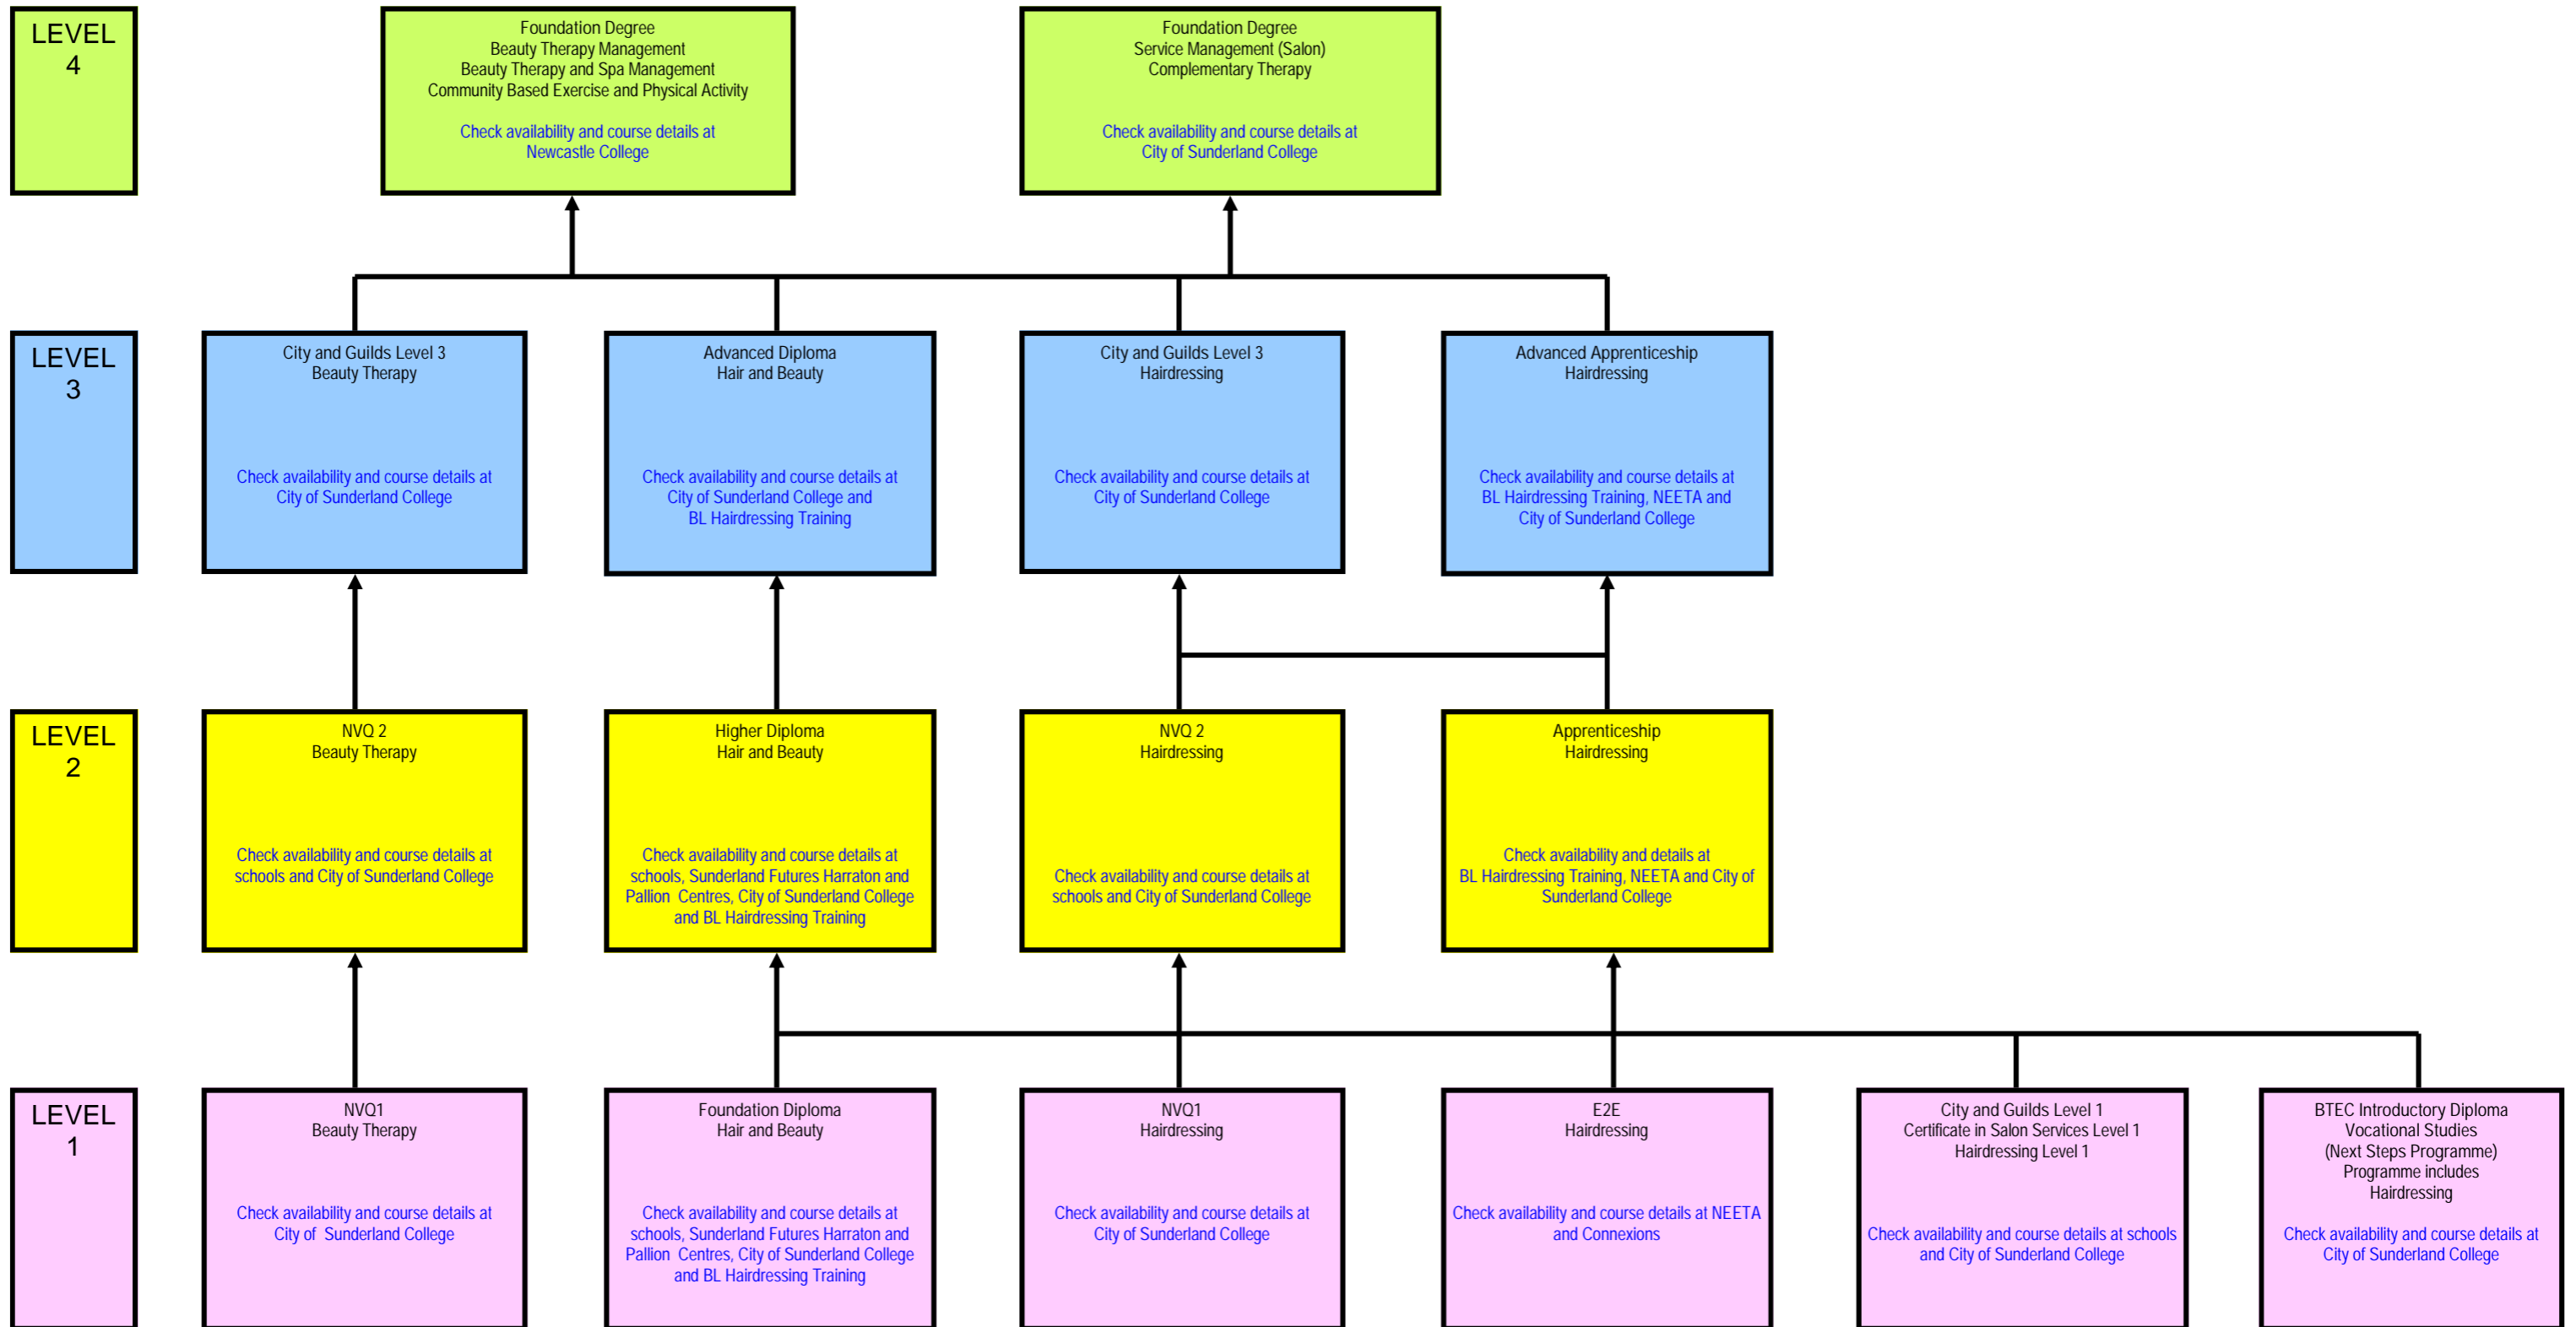 LEVEL
4
Foundation Degree
Beauty Therapy Management
Beauty Therapy and Spa Management
Community Based Exercise and Physical Activity
Check availability and course details at
Newcastle College
Foundation Degree
Service Management (Salon)
Complementary Therapy
Check availability and course details at
City of Sunderland College
LEVEL
3
City and Guilds Level 3
Beauty Therapy
Check availability and course details at
City of Sunderland College
Advanced Diploma
Hair and Beauty
Check availability and course details at
City of Sunderland College and
BL Hairdressing Training
City and Guilds Level 3
Hairdressing
Check availability and course details at
City of Sunderland College
Advanced Apprenticeship
Hairdressing
Check availability and course details at
BL Hairdressing Training, NEETA and
City of Sunderland College
LEVEL
2
NVQ 2
Beauty Therapy
Check availability and course details at
schools and City of Sunderland College
Higher Diploma
Hair and Beauty
Check availability and course details at
schools, Sunderland Futures Harraton and
Pallion Centres, City of Sunderland College
and BL Hairdressing Training
NVQ 2
Hairdressing
Check availability and course details at
schools and City of Sunderland College
Apprenticeship
Hairdressing
Check availability and details at
BL Hairdressing Training, NEETA and City of
Sunderland College
LEVEL
1
NVQ1
Beauty Therapy
Check availability and course details at
City of Sunderland College
Foundation Diploma
Hair and Beauty
Check availability and course details at
schools, Sunderland Futures Harraton and
Pallion Centres, City of Sunderland College
and BL Hairdressing Training
NVQ1
Hairdressing
Check availability and course details at
City of Sunderland College
E2E
Hairdressing
Check availability and course details at NEETA
and Connexions
City and Guilds Level 1
Certificate in Salon Services Level 1
Hairdressing Level 1
Check availability and course details at schools
and City of Sunderland College
BTEC Introductory Diploma
Vocational Studies
(Next Steps Programme)
Programme includes
Hairdressing
Check availability and course details at
City of Sunderland College